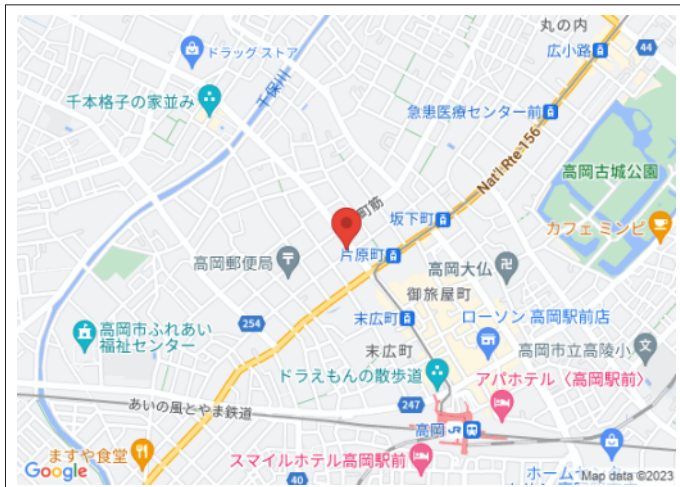 丸の内
広小路
44
ドラッグ ストア
千保川
千本格子の家並み
急患医療センター前
Nat'l Rte 156
高岡古城公園
町筋
坂下町
カフェ ミンピ
片原町
高岡郵便局
高岡大仏
御旅屋町
254
末広町
ローソン 高岡駅前店
高岡市ふれあい
福祉センター
末広町
高岡市立高陵小
ドラえもんの散歩道
アパホテル〈高岡駅前〉
247
あいの風とやま鉄道
高岡
JR
ますや食堂
スマイルホテル高岡駅前
Google
40
ホーム
Map data ©2023